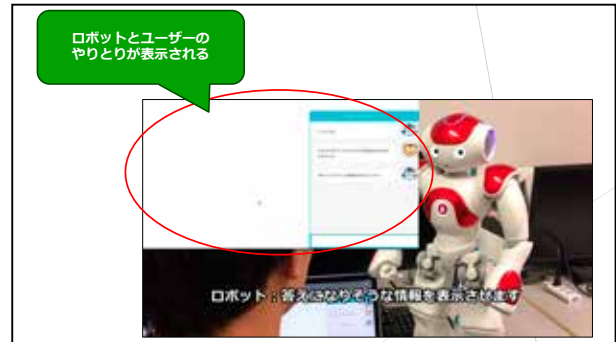 ロボットとユーザーの
やりとりが表示される
ロボット：答えになりそうな情報を表示させます